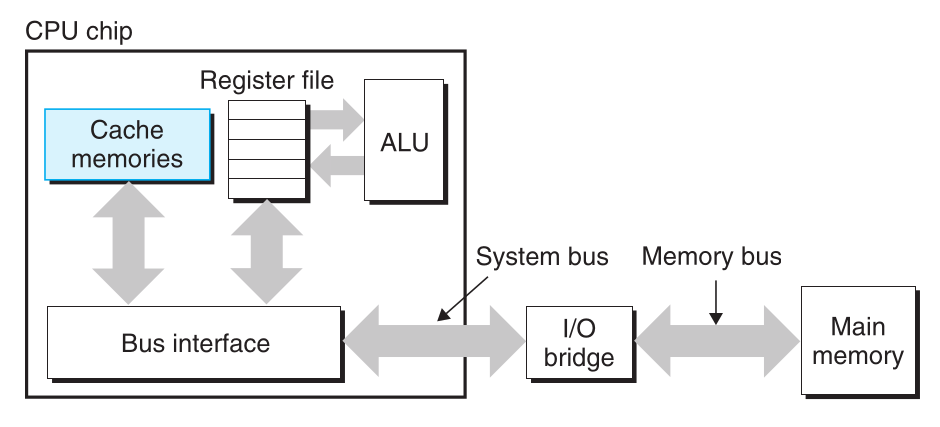 CPU chip
Register file
Cache
memories
ALU
System bus
Memory bus
Bus interface
I/O
bridge
Main
memory